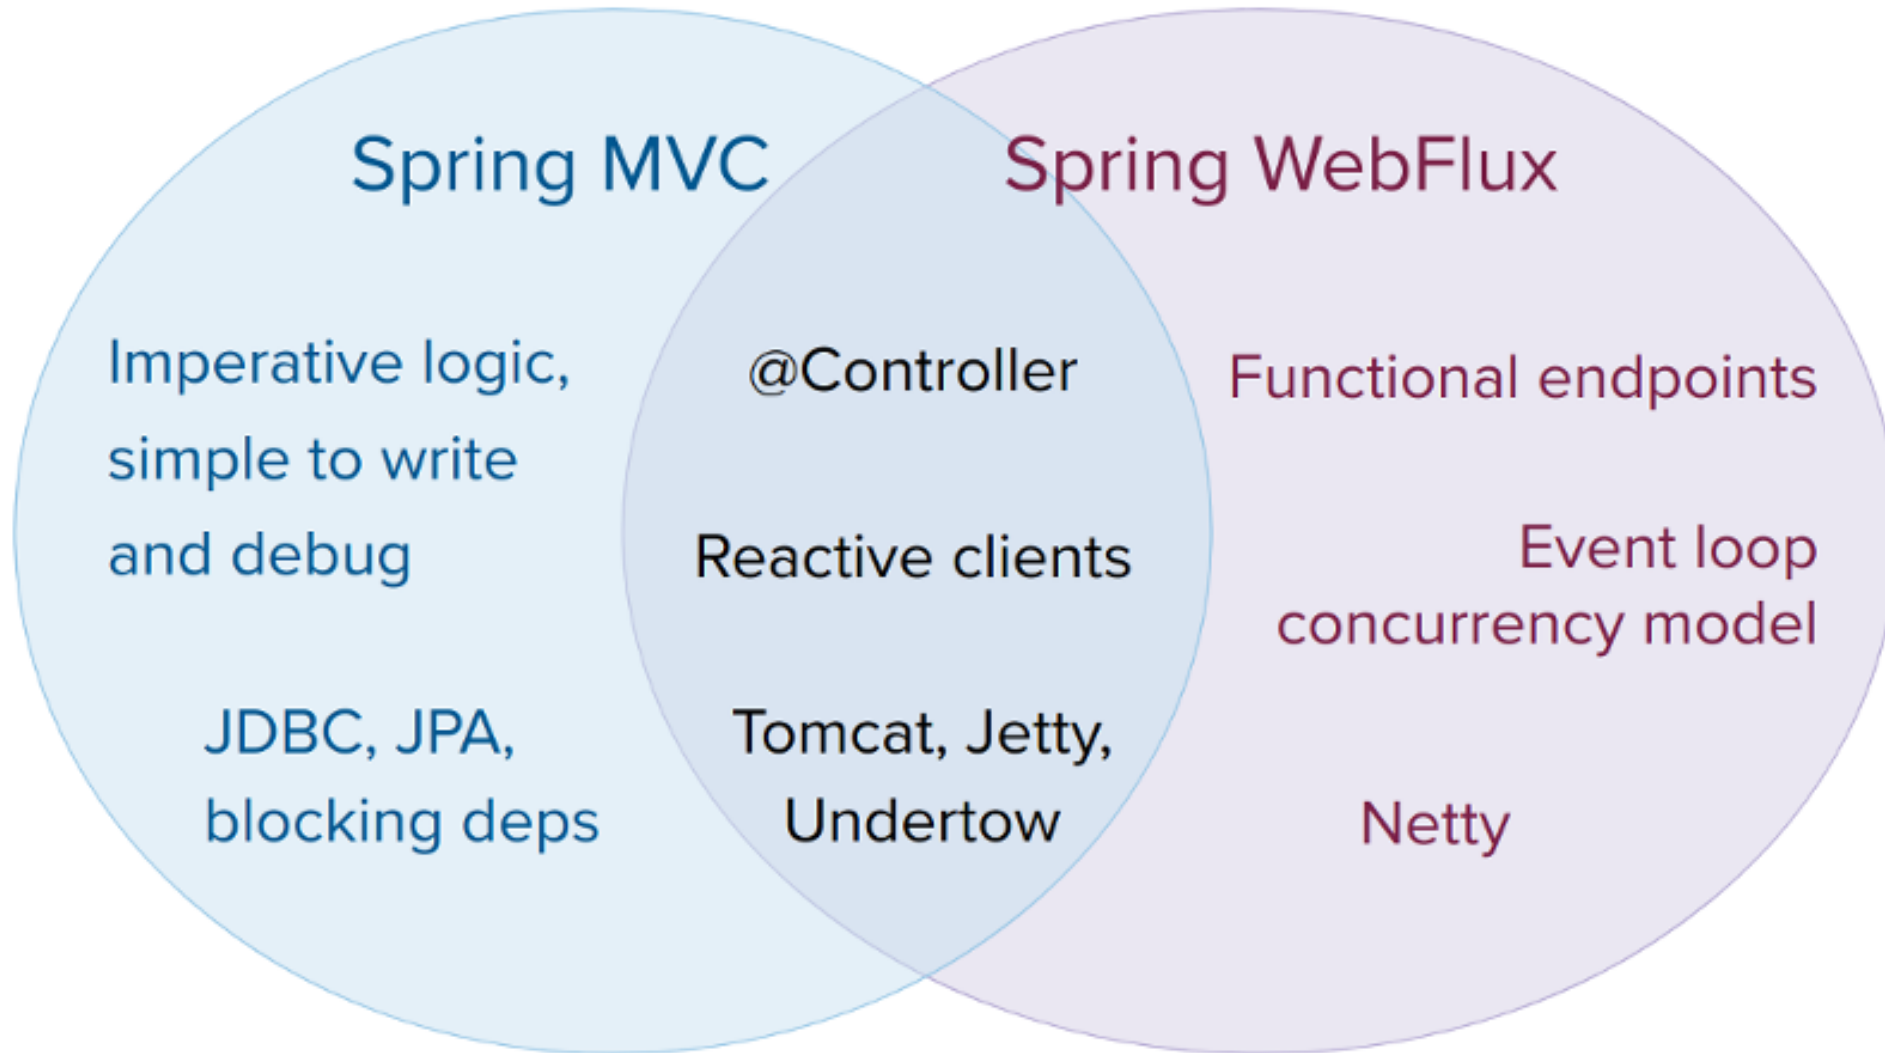 Spring MVC
Imperative logic,
simple to write
and debug
JDBC, JPA,
blocking deps
@Controller
Reactive clients
Tomcat, Jetty,
Undertow
Spring WebFlux
Functional endpoints
Event loop
concurrency model
Netty